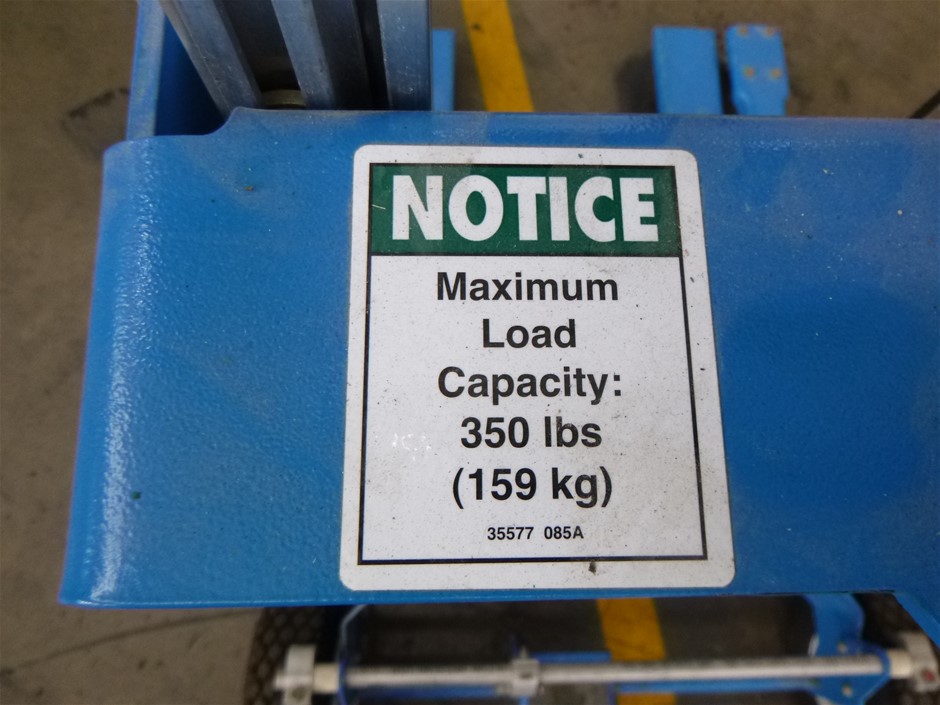 NOTICE
Maximum
Load
Capacity:
350 lbs
(159 kg)
35577 085A